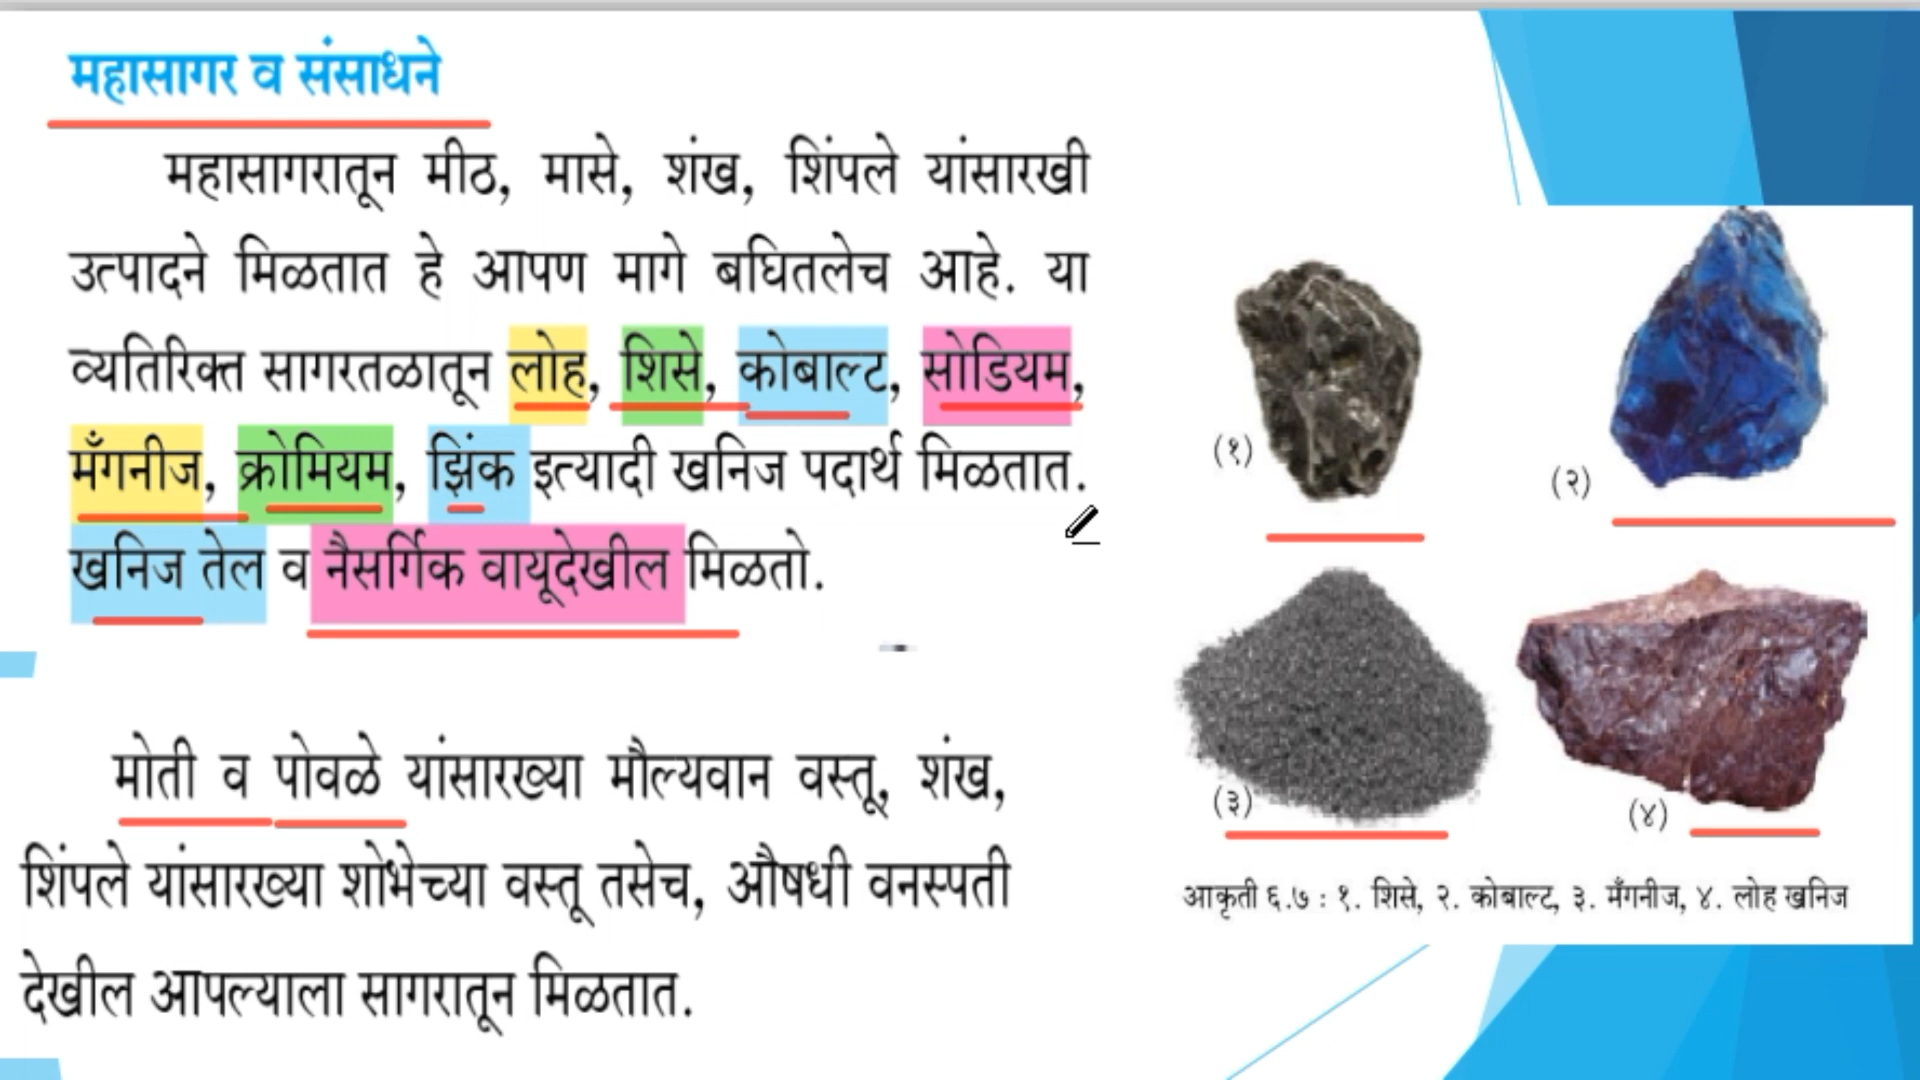 महासागर व संसाधने
महासागरातून मीठ, मासे, शंख, शिंपले यांसारखी
उत्पादने मिळतात हे आपण मागे बघितलेच आहे. या
व्यतिरिक्त सागरतळातून लोह, शिसे, कोबाल्ट, सोडियम,
मँगनीज, क्रोमियम, झिंक इत्यादी खनिज पदार्थ मिळतात.
खनिज तेल व नैसर्गिक वायूदेखील मिळतो.
मोती व पोवळे यांसारख्या मौल्यवान वस्तू, शंख,
शिंपले यांसारख्या शोभेच्या वस्तू तसेच, औषधी वनस्पती
देखील आपल्याला सागरातून मिळतात.
(१)
(२)
(३)
(४)
आकृती ६.७ : १. शिसे, २. कोबाल्ट, ३. मँगनीज, ४. लोह खनिज